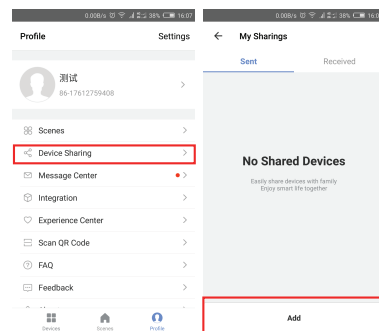 0.00B/s 38% 16:07
Profile
Settings
测试
86-17612759408
Scenes
Device Sharing
Message Center
Integration
Experience Center
Scan QR Code
FAQ
Feedback
Devices
Scenes
Profile
0.00B/s 38% 16:0
My Sharings
Sent
Received
No Shared Devices
Easily share devices with family
Enjoy smart life together
Add